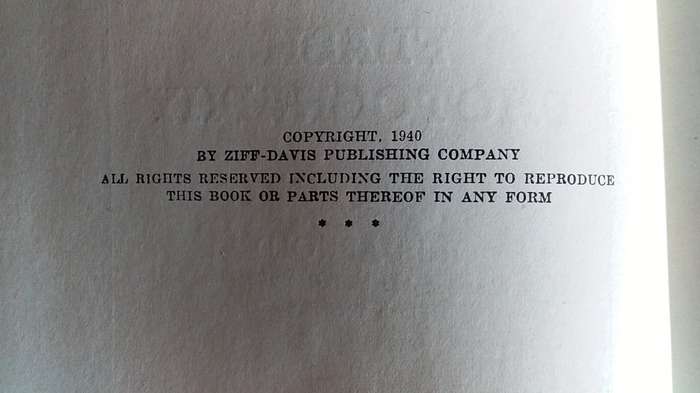 COPYRIGHT, 1940
BY ZIFF-DAVIS PUBLISHING COMPANY
ALL RIGHTS RESERVED INCLUDING THE RIGHT TO REPRODUCE
THIS BOOK OR PARTS THEREOF IN ANY FORM
* * *